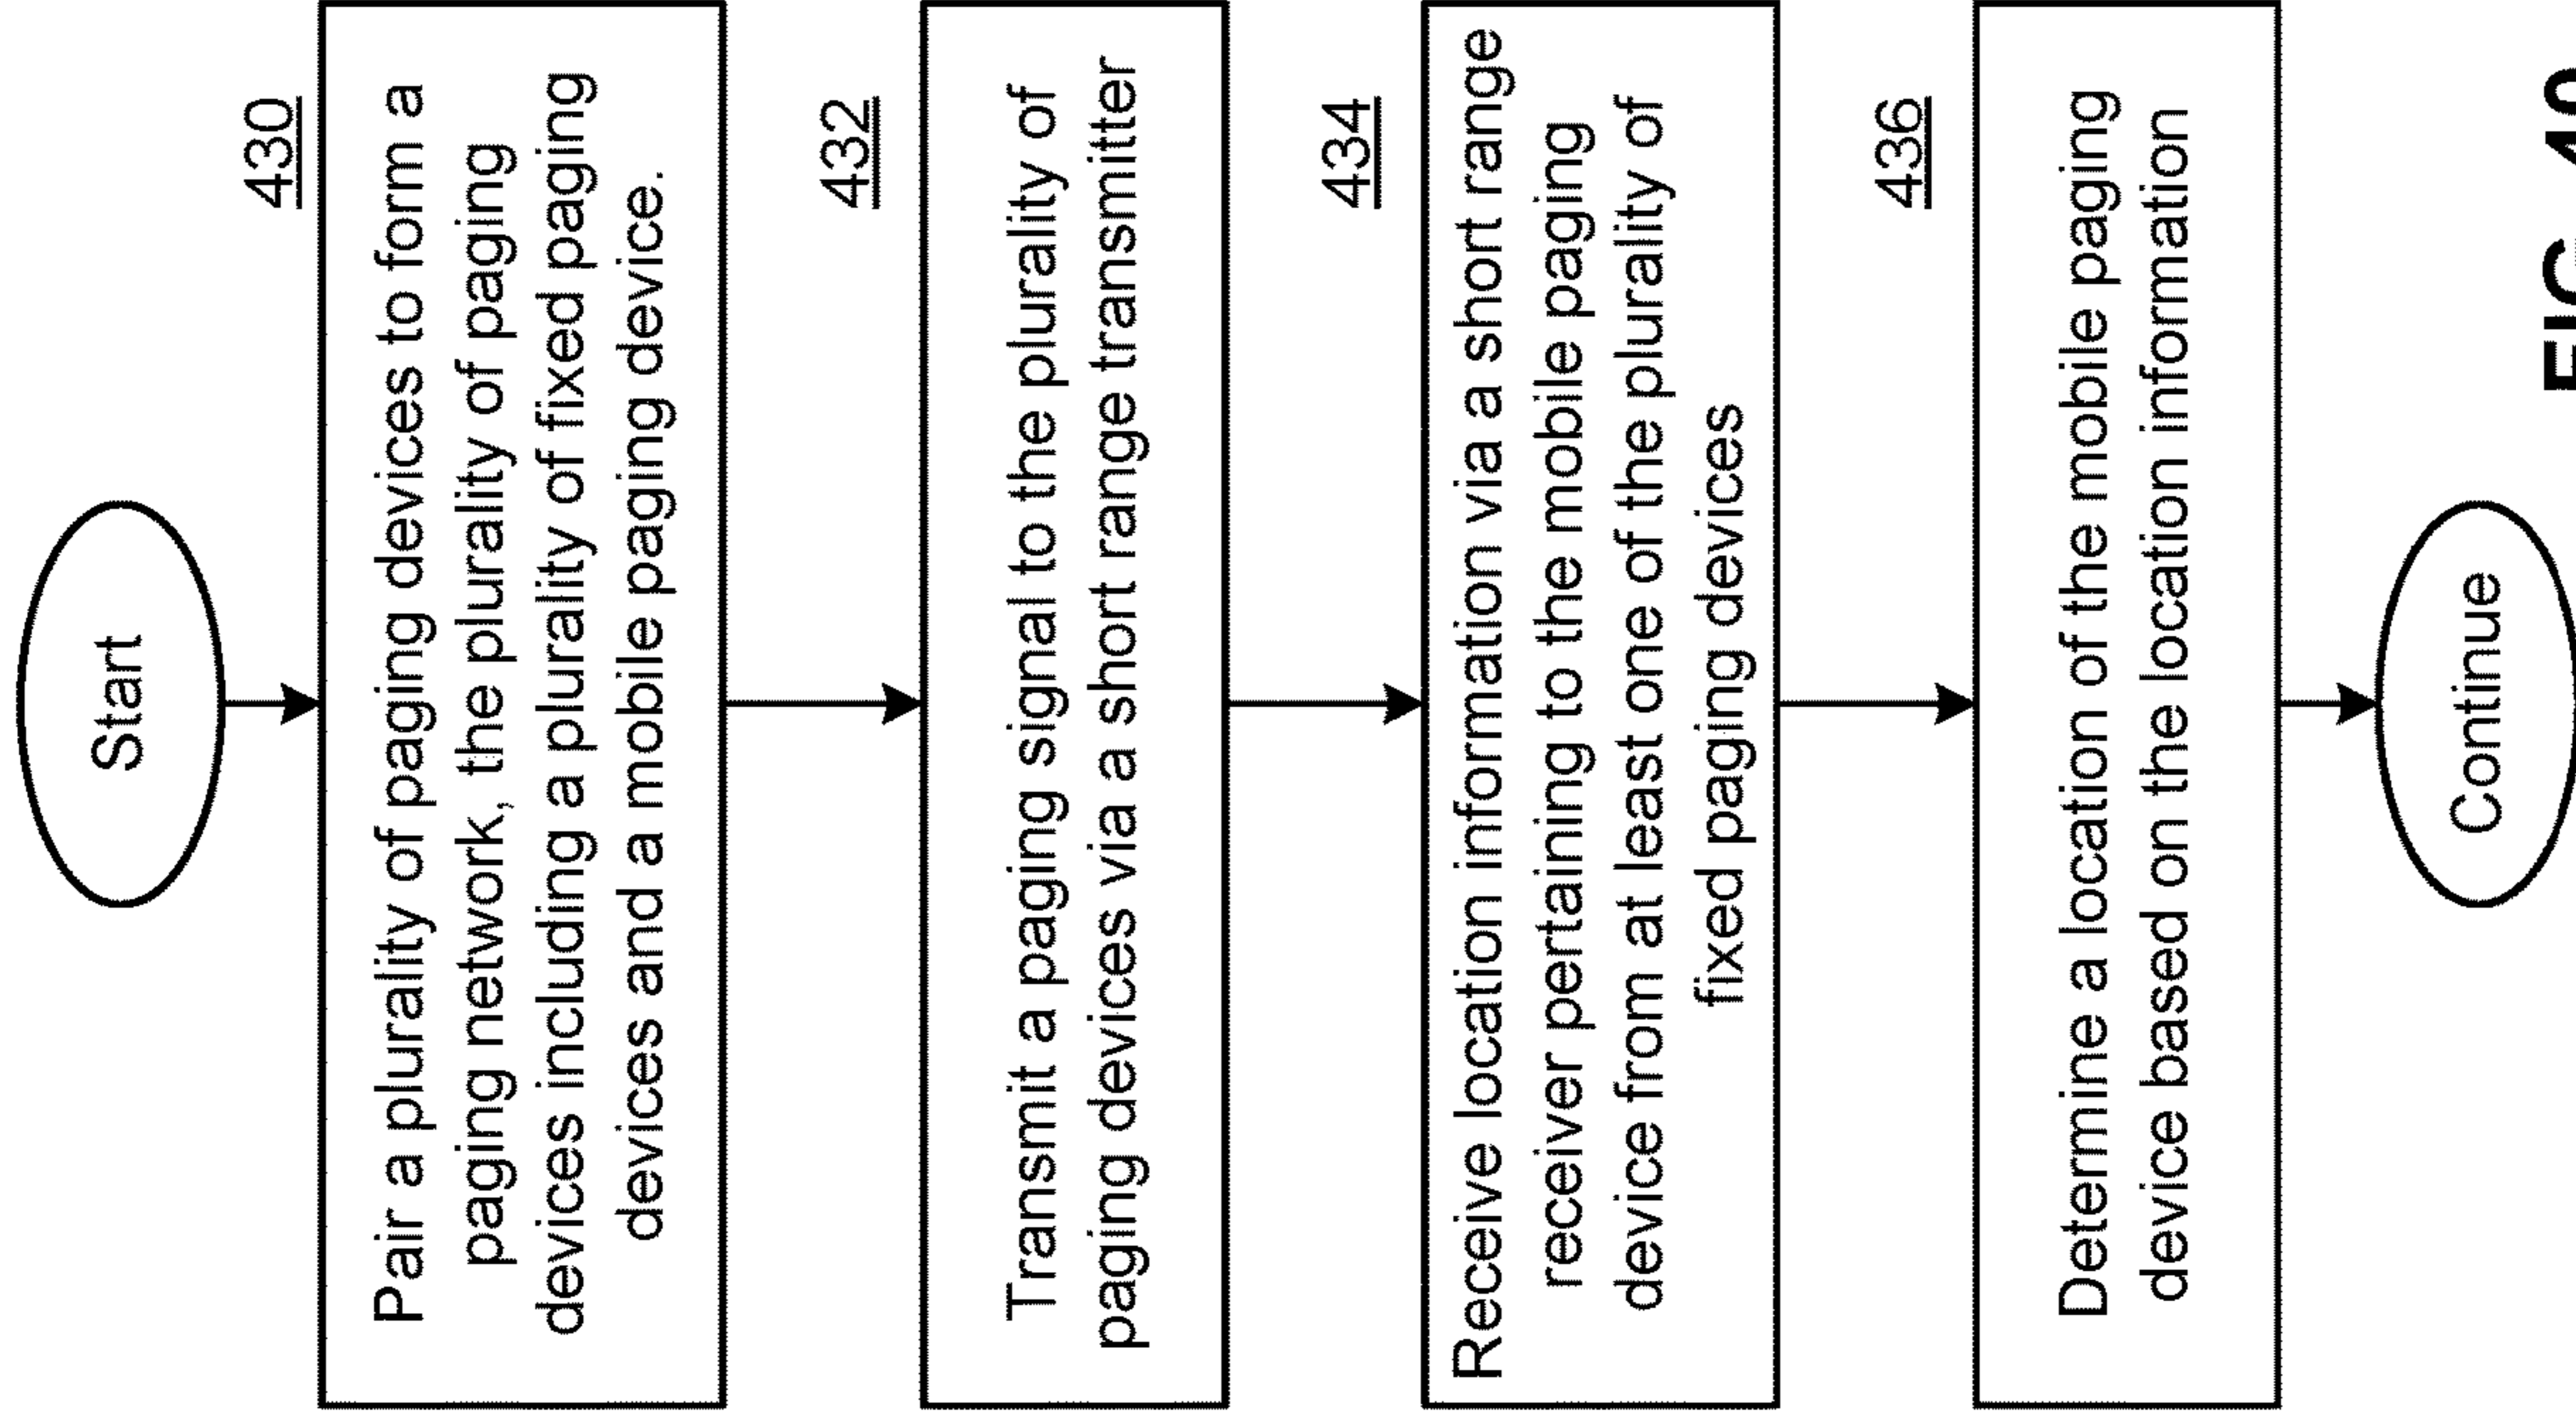 Start
430
Pair a plurality of paging devices to form a
paging network, the plurality of paging
devices including a plurality of fixed paging
devices and a mobile paging device.
432
Transmit a paging signal to the plurality of
paging devices via a short range transmitter
434
Receive location information via a short range
receiver pertaining to the mobile paging
device from at least one of the plurality of
fixed paging devices
436
Determine a location of the mobile paging
device based on the location information
Continue
FIG.